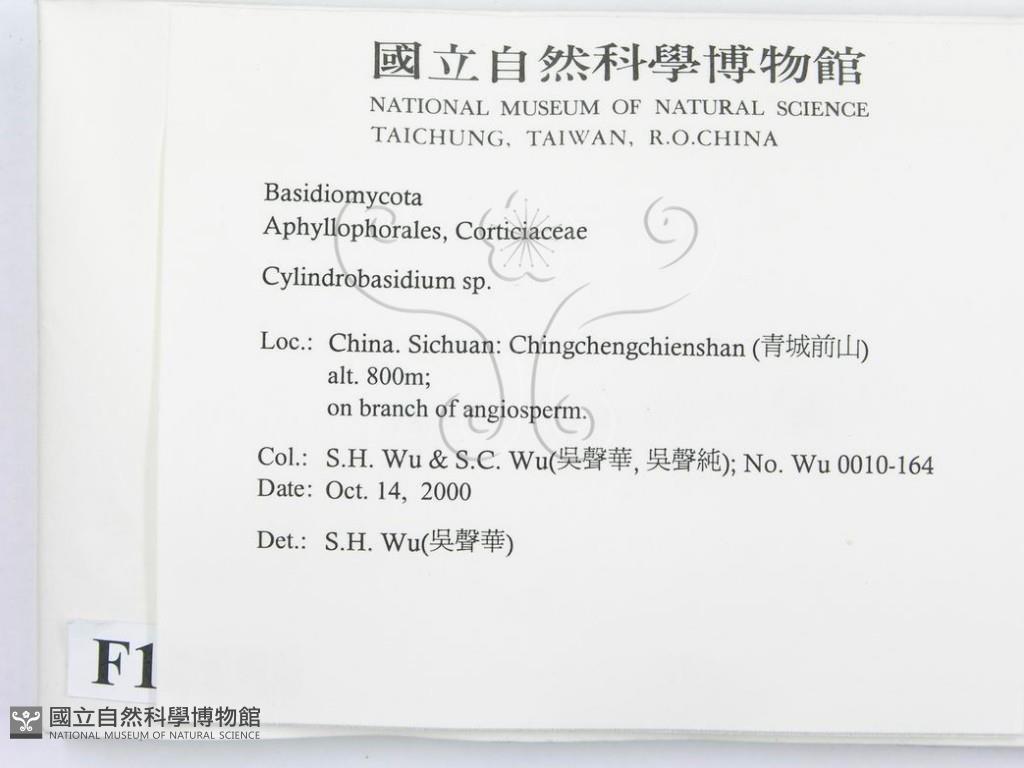 國立自然科學博物館
NATIONAL MUSEUM OF NATURAL SCIENCE
TAICHUNG, TAIWAN, R.O.CHINA
Basidiomycota
Aphyllophorales, Corticiaceae
Cylindrobasidium sp.
Loc.: China. Sichuan: Chingchengchienshan (青城前山)
alt. 800m;
on branch of angiosperm.
Col.: S.H. Wu & S.C. Wu(吳聲華, 吳聲純); No. Wu 0010-164
Date: Oct. 14, 2000
Det.: S.H. Wu(吳聲華)
F1
國立自然科學博物館
NATIONAL MUSEUM OF NATURAL SCIENCE